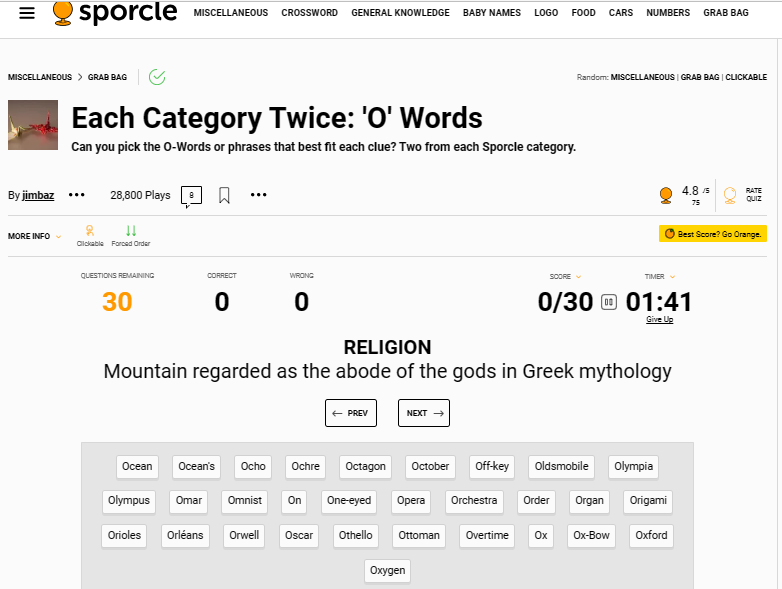 sporcle MISCELLANEOUS CROSSWORD GENERAL KNOWLEDGE BABY NAMES LOGO FOOD CARS NUMBERS GRAB BAG
MISCELLANEOUS > GRAB BAG
Random: MISCELLANEOUS | GRAB BAG | CLICKABLE
Each Category Twice: 'O' Words
Can you pick the O-Words or phrases that best fit each clue? Two from each Sporcle category.
By jimbaz ••• 28,800 Plays 8 •••
4.8 /5
75
RATE
QUIZ
MORE INFO
Clickable Forced Order
Best Score? Go Orange.
QUESTIONS REMAINING CORRECT WRONG SCORE TIMER
30 0 0 0/30 01:41
Give Up
RELIGION
Mountain regarded as the abode of the gods in Greek mythology
← PREV NEXT →
Ocean Ocean's Ocho Ochre Octagon October Off-key Oldsmobile Olympia
Olympus Omar Omnist On One-eyed Opera Orchestra Order Organ Origami
Orioles Orléans Orwell Oscar Othello Ottoman Overtime Ox Ox-Bow Oxford
Oxygen